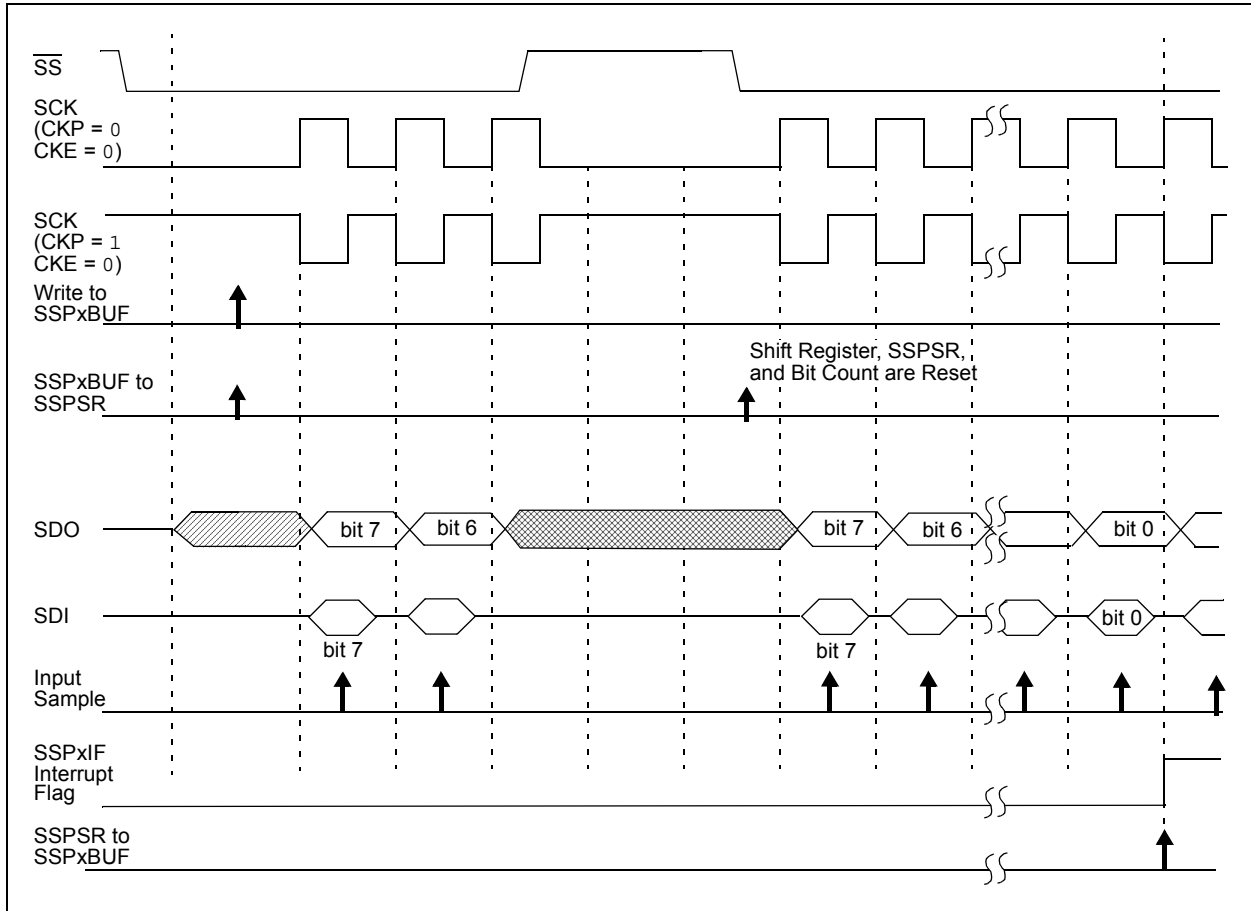 SS
SCK
(CKP = 0
CKE = 0)
SCK
(CKP = 1
CKE = 0)
Write to
SSPxBUF
Shift Register, SSPSR,
and Bit Count are Reset
SSPxBUF to
SSPSR
SDO
bit 7
bit 6
bit 7
bit 6
bit 0
SDI
bit 0
bit 7
bit 7
Input
Sample
SSPxIF
Interrupt
Flag
SSPSR to
SSPxBUF